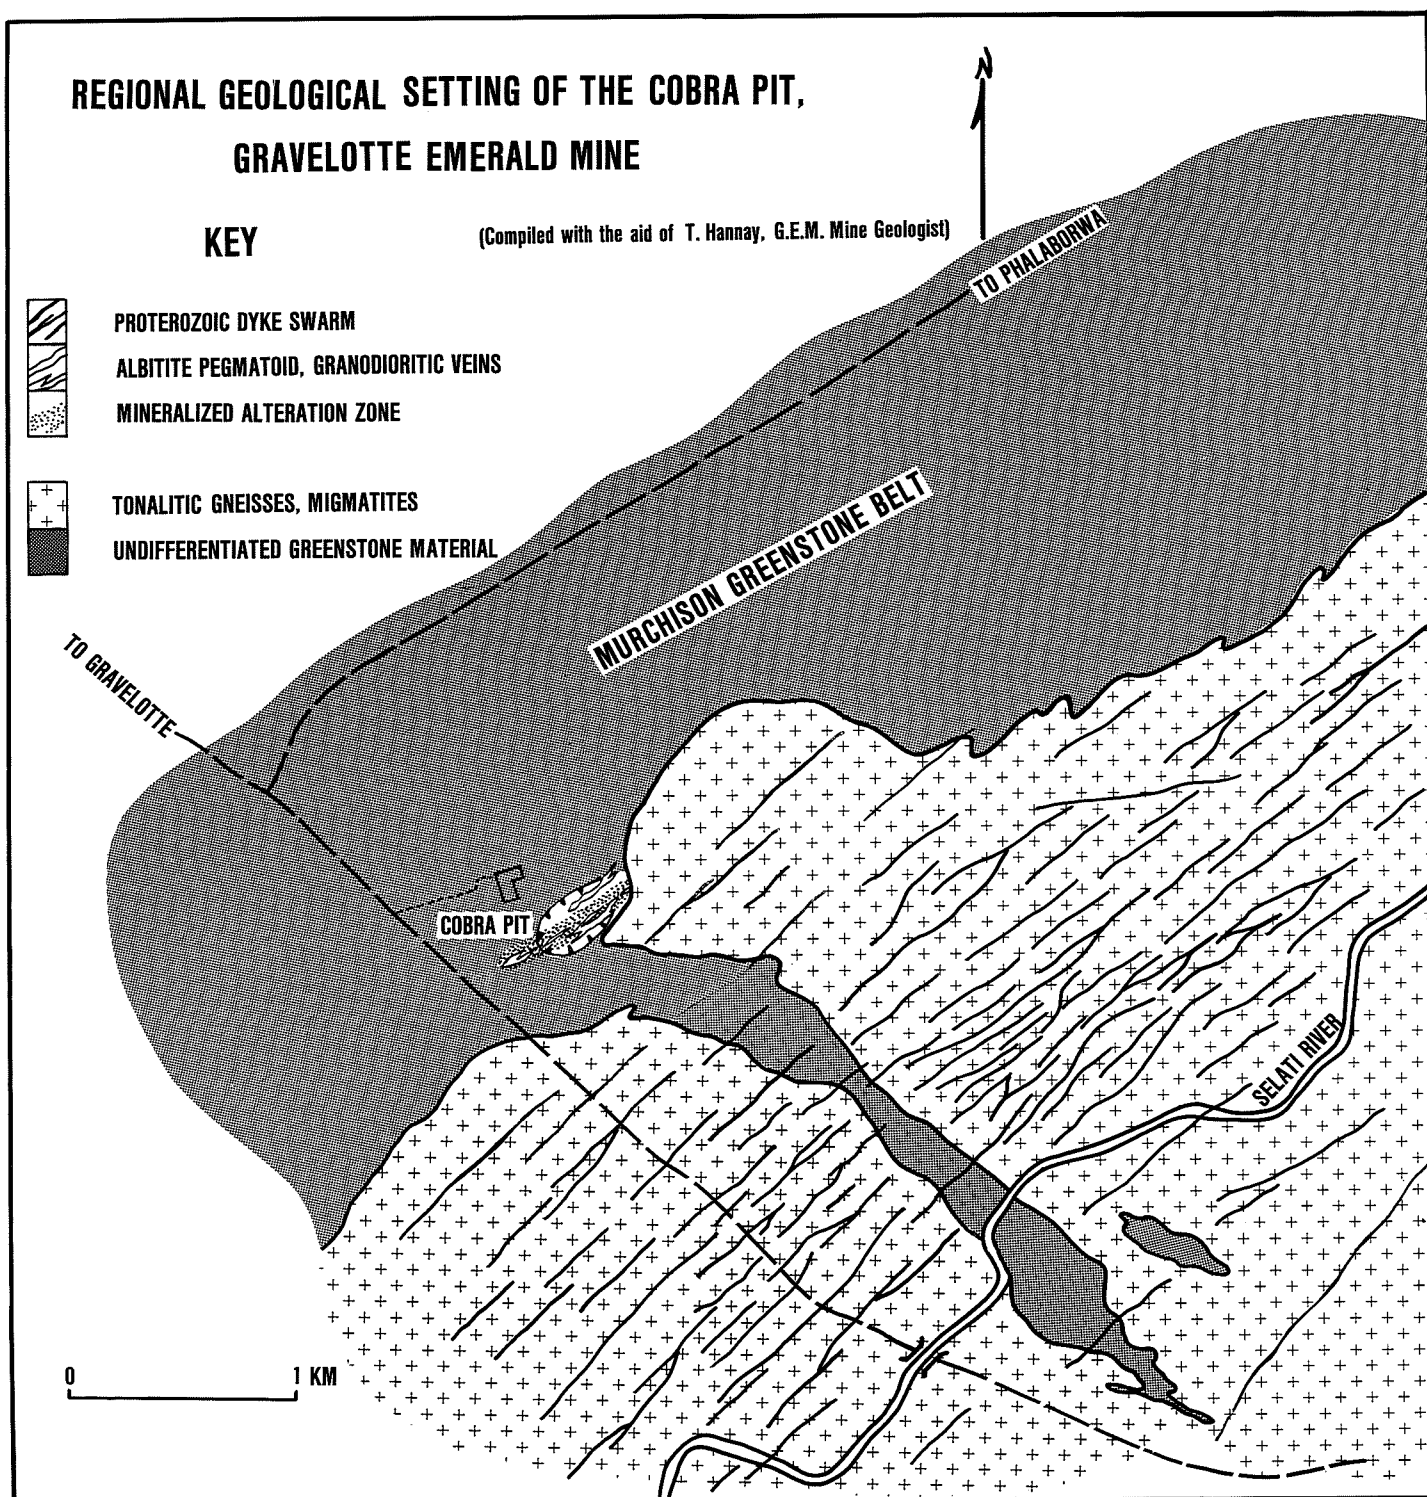 REGIONAL GEOLOGICAL SETTING OF THE COBRA PIT,
GRAVELOTTE EMERALD MINE
N
KEY
(Compiled with the aid of T. Hannay, G.E.M. Mine Geologist)
TO PHALABORWA
PROTEROZOIC DYKE SWARM
ALBITITE PEGMATOID, GRANODIORITIC VEINS
MINERALIZED ALTERATION ZONE
TONALITIC GNEISSES, MIGMATITES
UNDIFFERENTIATED GREENSTONE MATERIAL
MURCHISON GREENSTONE BELT
TO GRAVELOTTE
COBRA PIT
SELATI RIVER
0 1 KM